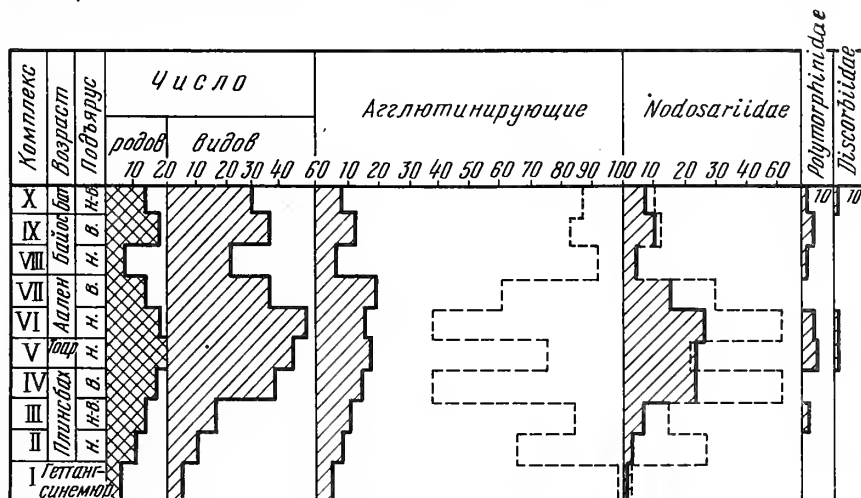 Комплекс
Возраст
Подъярус
Число
родов
видов
Агглютинирующие
Nodosariidae
Polymorphinidae
Discorbiidae
10 20 10 20 30 40 60 10 20 30 40 50 60 70 80 90 100 10 20 40 60 10 10
X Бат н-в.
IX Байос в.
VIII н.
VII Аален в.
VI н.
V Тоар н.
IV Плинсбах в.
III н-в.
II н.
I Геттанг-
синемюр